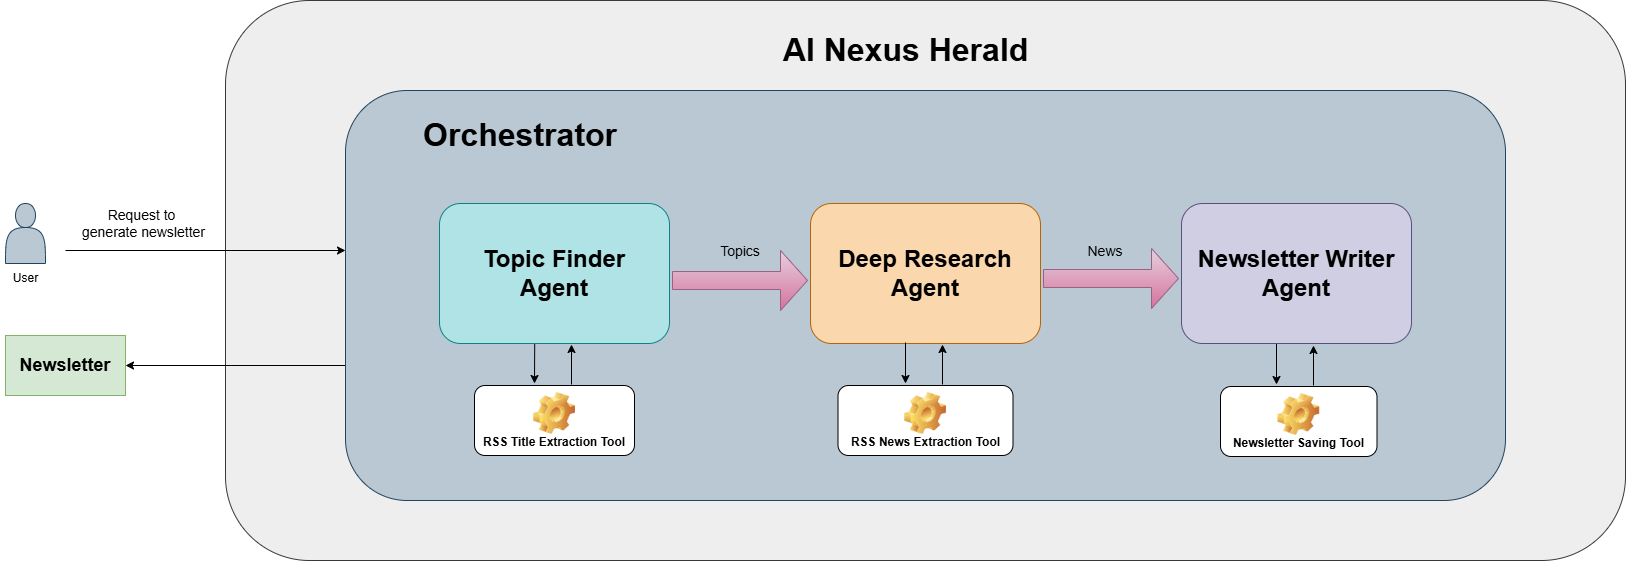 AI Nexus Herald
Orchestrator
Request to
generate newsletter
User
Newsletter
Topic Finder
Agent
Topics
Deep Research
Agent
News
Newsletter Writer
Agent
RSS Title Extraction Tool
RSS News Extraction Tool
Newsletter Saving Tool